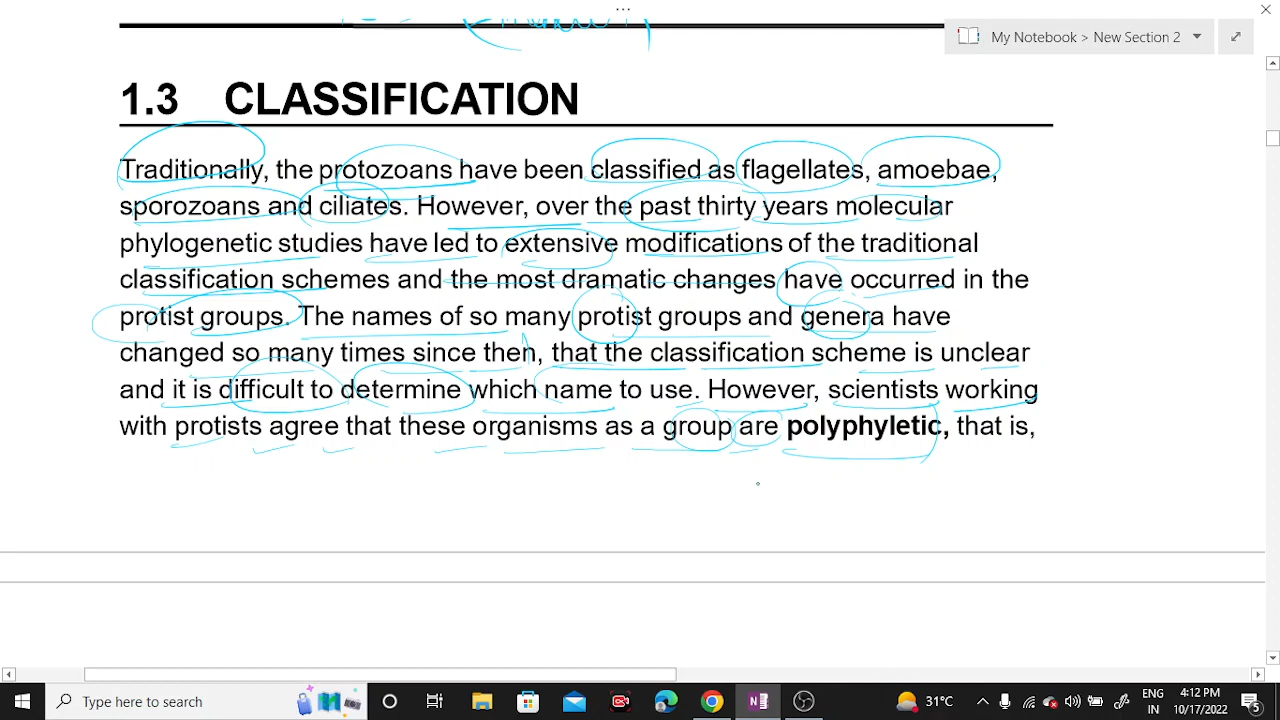 ...
My Notebook > New Section 2
1.3 CLASSIFICATION
Traditionally, the protozoans have been classified as flagellates, amoebae,
sporozoans and ciliates. However, over the past thirty years molecular
phylogenetic studies have led to extensive modifications of the traditional
classification schemes and the most dramatic changes have occurred in the
protist groups. The names of so many protist groups and genera have
changed so many times since then, that the classification scheme is unclear
and it is difficult to determine which name to use. However, scientists working
with protists agree that these organisms as a group are polyphyletic, that is,
Type here to search
31°C
ENG
IN
4:12 PM
10/17/2022
5